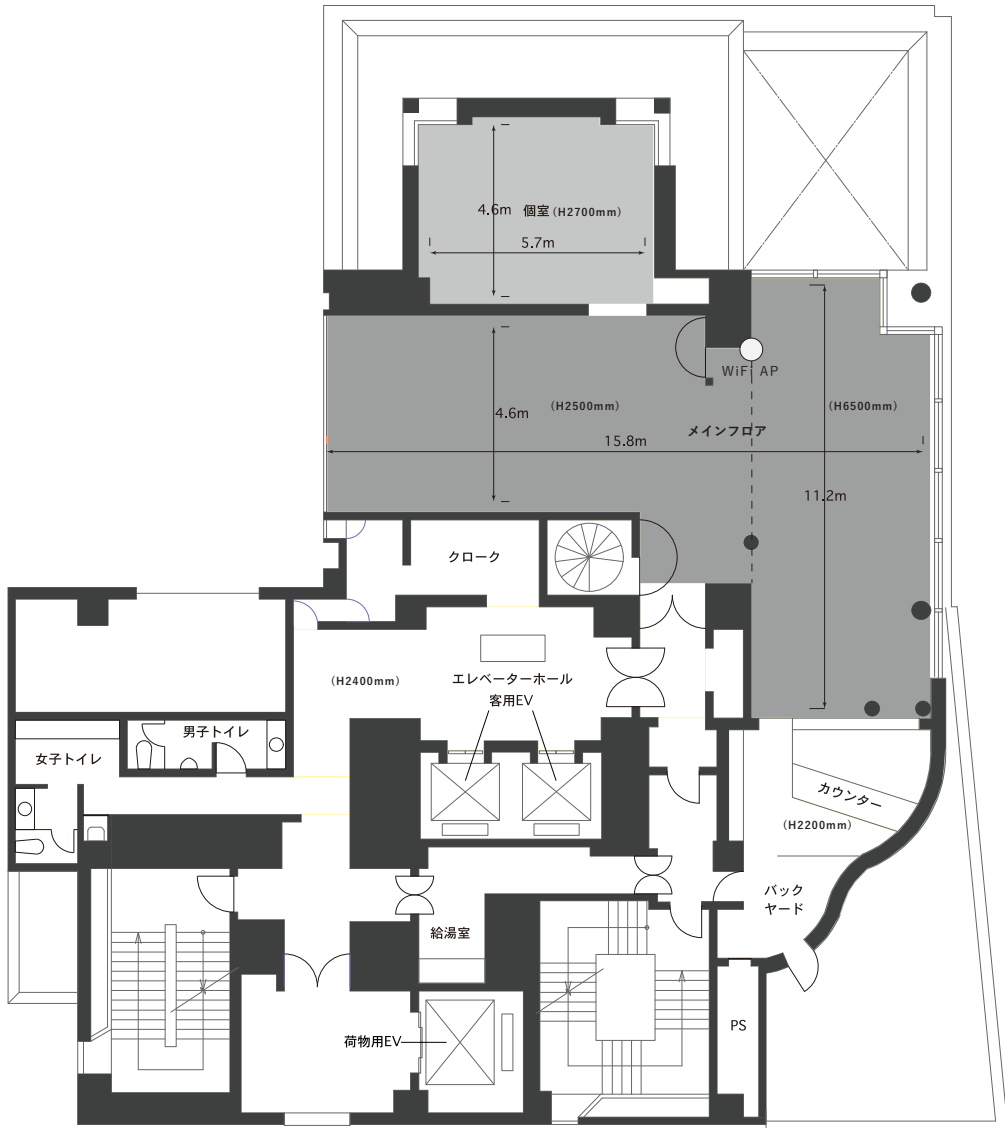 4.6m 個室(H2700mm)
5.7m
WiFi AP
4.6m
(H2500mm)
(H6500mm)
メインフロア
15.8m
11.2m
クローク
(H2400mm)
エレベーターホール
客用EV
男子トイレ
女子トイレ
カウンター
(H2200mm)
バック
ヤード
給湯室
PS
荷物用EV